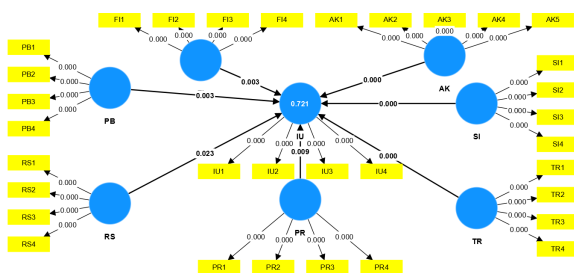 FI1 FI2 FI3 FI4 AK1 AK2 AK3 AK4 AK5
0.000 0.000 0.000 0.000 0.000 0.000 0.000 0.000 0.000
PB1
PB2
PB3
PB4
0.000
0.000
0.000
0.000
PB
0.003
0.003
0.000
AK
0.721
IU
SI1
SI2
SI3
SI4
0.000
0.000
0.000
0.000
SI
0.000
0.000 0.000 0.000 0.000
IU1 IU2 IU3 IU4
RS1
RS2
RS3
RS4
0.000
0.000
0.000
0.000
RS
0.023
0.009
0.000
PR
0.000 0.000 0.000 0.000
PR1 PR2 PR3 PR4
TR1
TR2
TR3
TR4
0.000
0.000
0.000
0.000
TR